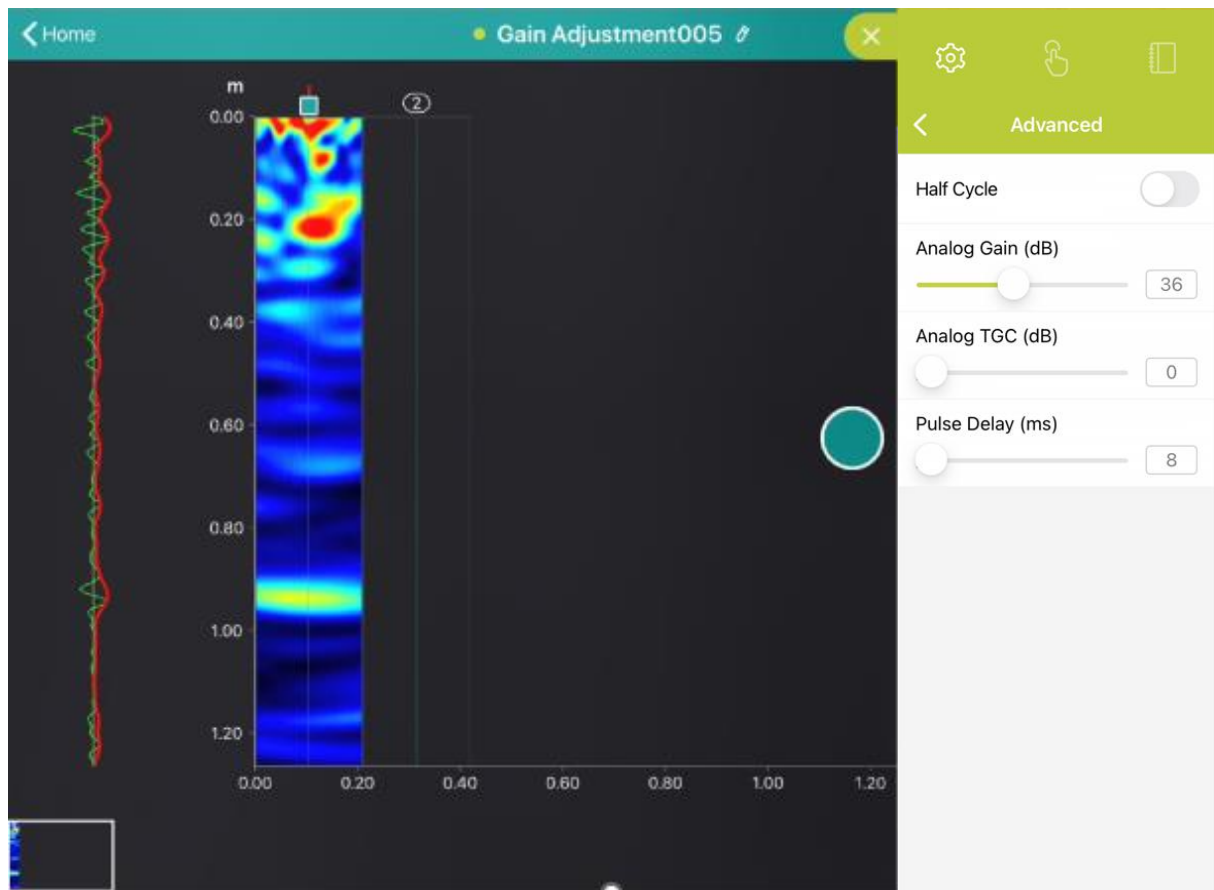 Home
Gain Adjustment005
m
2
0.00
0.20
0.40
0.60
0.80
1.00
1.20
0.00 0.20 0.40 0.60 0.80 1.00 1.20
Advanced
Half Cycle
Analog Gain (dB)
36
Analog TGC (dB)
0
Pulse Delay (ms)
8